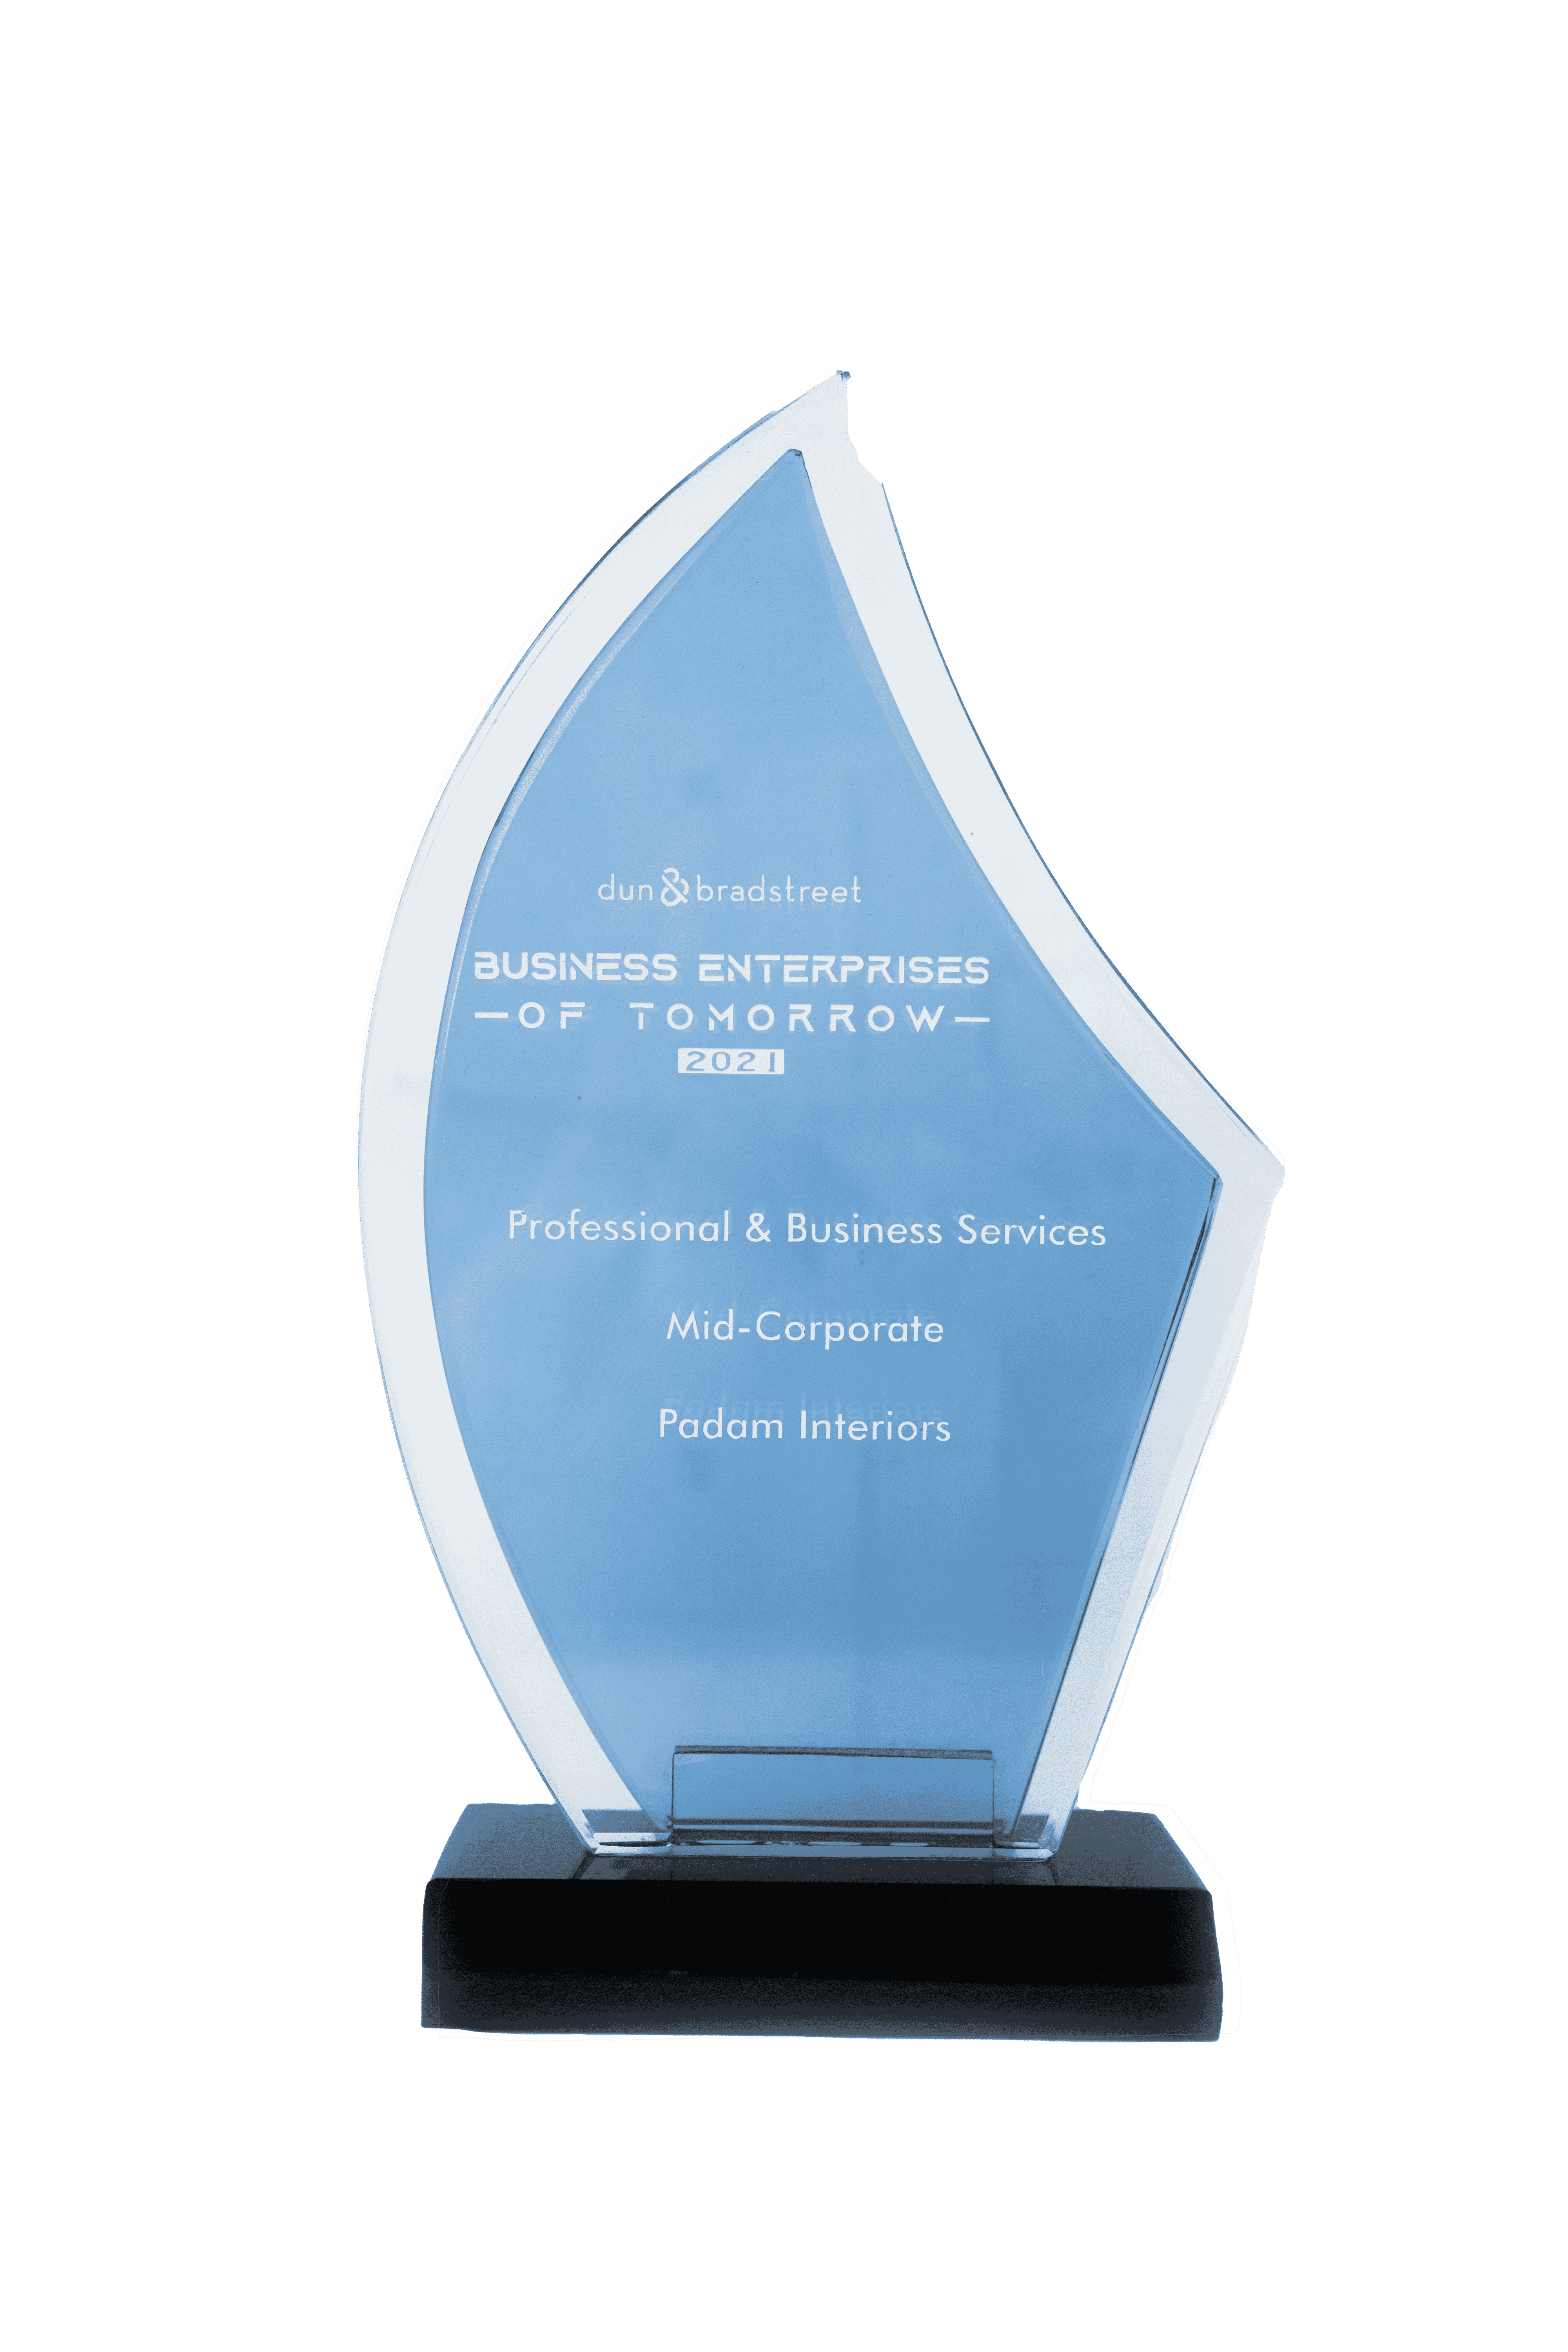 dun&bradstreet
BUSINESS ENTERPRISES
—OF TOMORROW—
2021
Professional & Business Services
Mid-Corporate
Padam Interiors